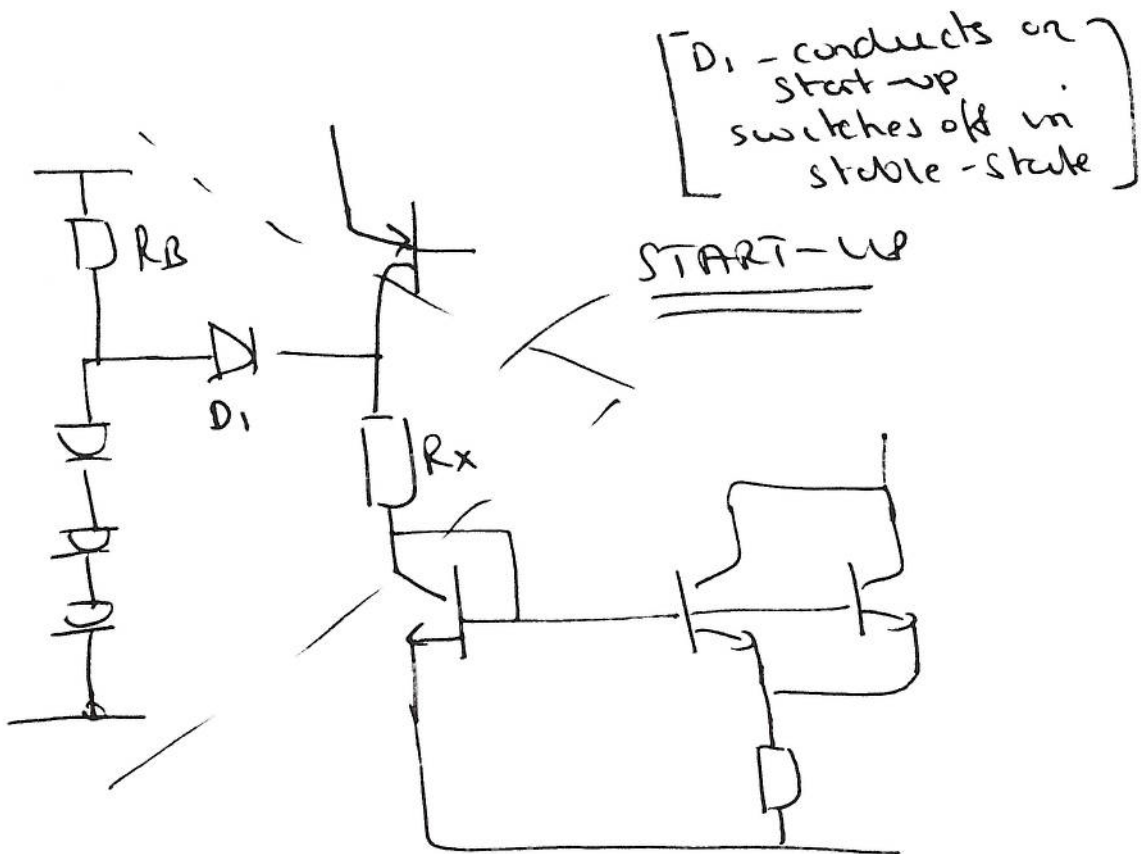 [D1 - conducts on
start-up
switches off in
stable-state]
START-UP
RB
D1
Rx